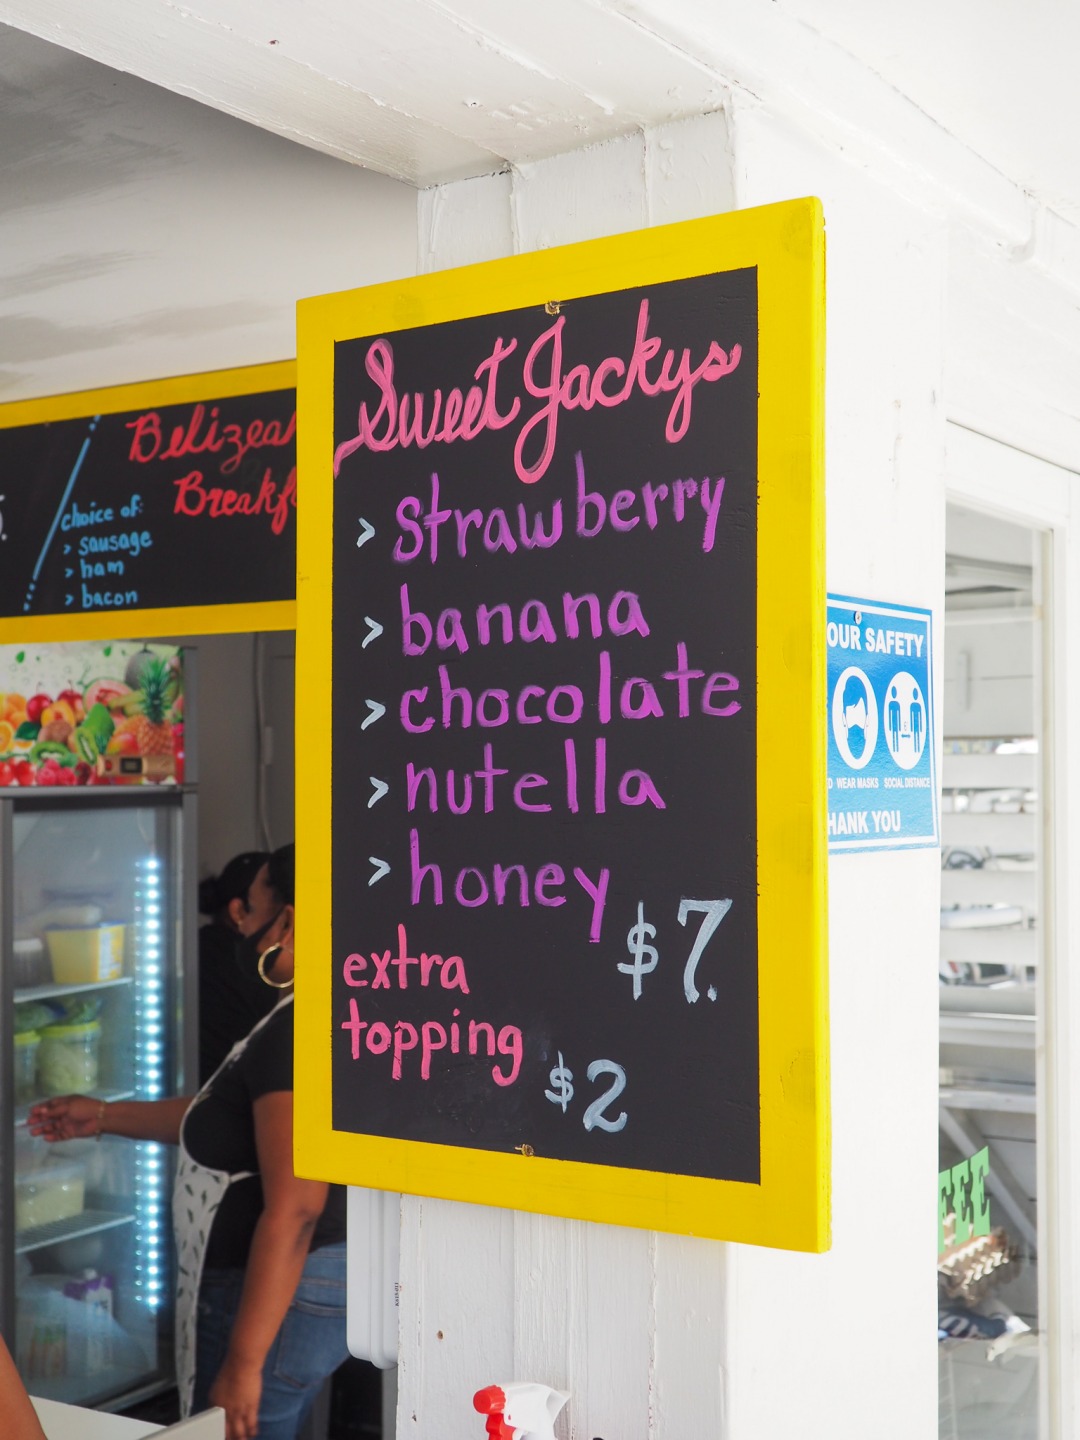 Sweet Jackys
> strawberry
> banana
> chocolate
> nutella
> honey
$7.
extra
topping
$2
choice of:
> sausage
> ham
> bacon
OUR SAFETY
WEAR MASKS SOCIAL DISTANCE
HANK YOU
FEE